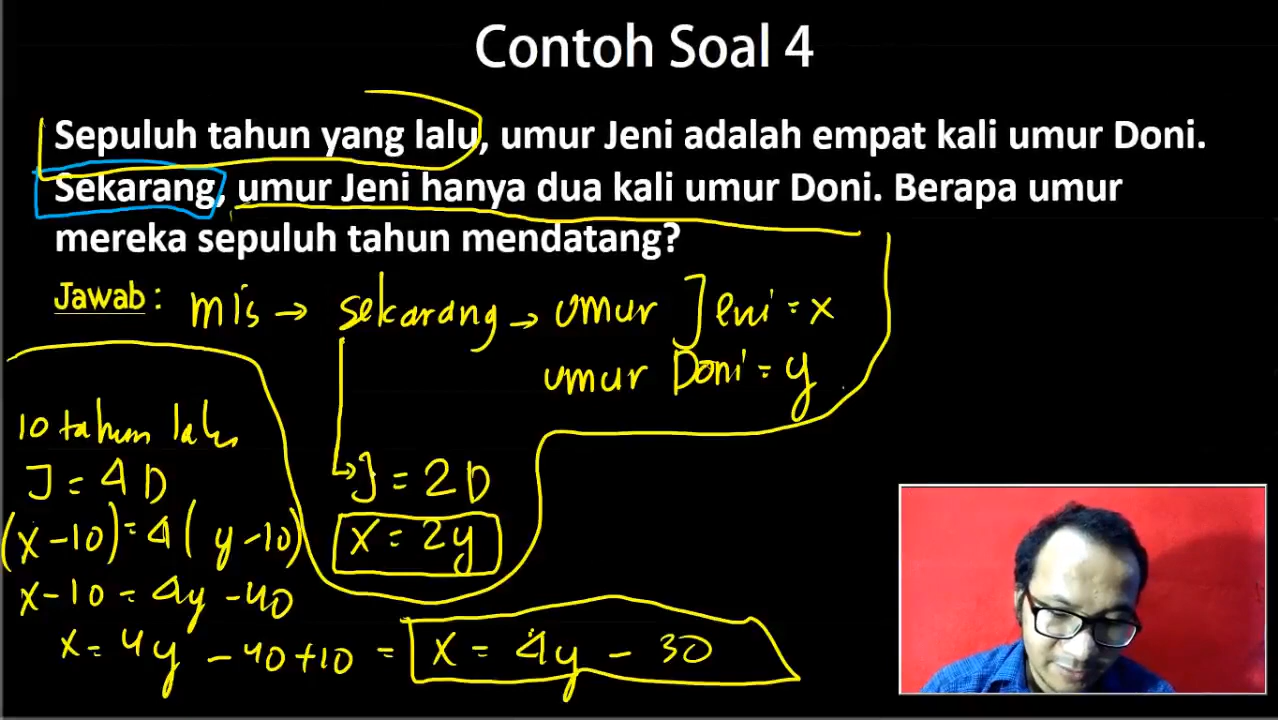 Contoh Soal 4
Sepuluh tahun yang lalu, umur Jeni adalah empat kali umur Doni.
Sekarang, umur Jeni hanya dua kali umur Doni. Berapa umur
mereka sepuluh tahun mendatang?
Jawab : mis → sekarang → umur Jeni = x
umur Doni = y
10 tahun lalu
J = 4 D
(x - 10) = 4 ( y - 10)
x - 10 = 4y - 40
J = 2 D
x = 2y
x = 4y - 40 + 10 = x = 4y - 30